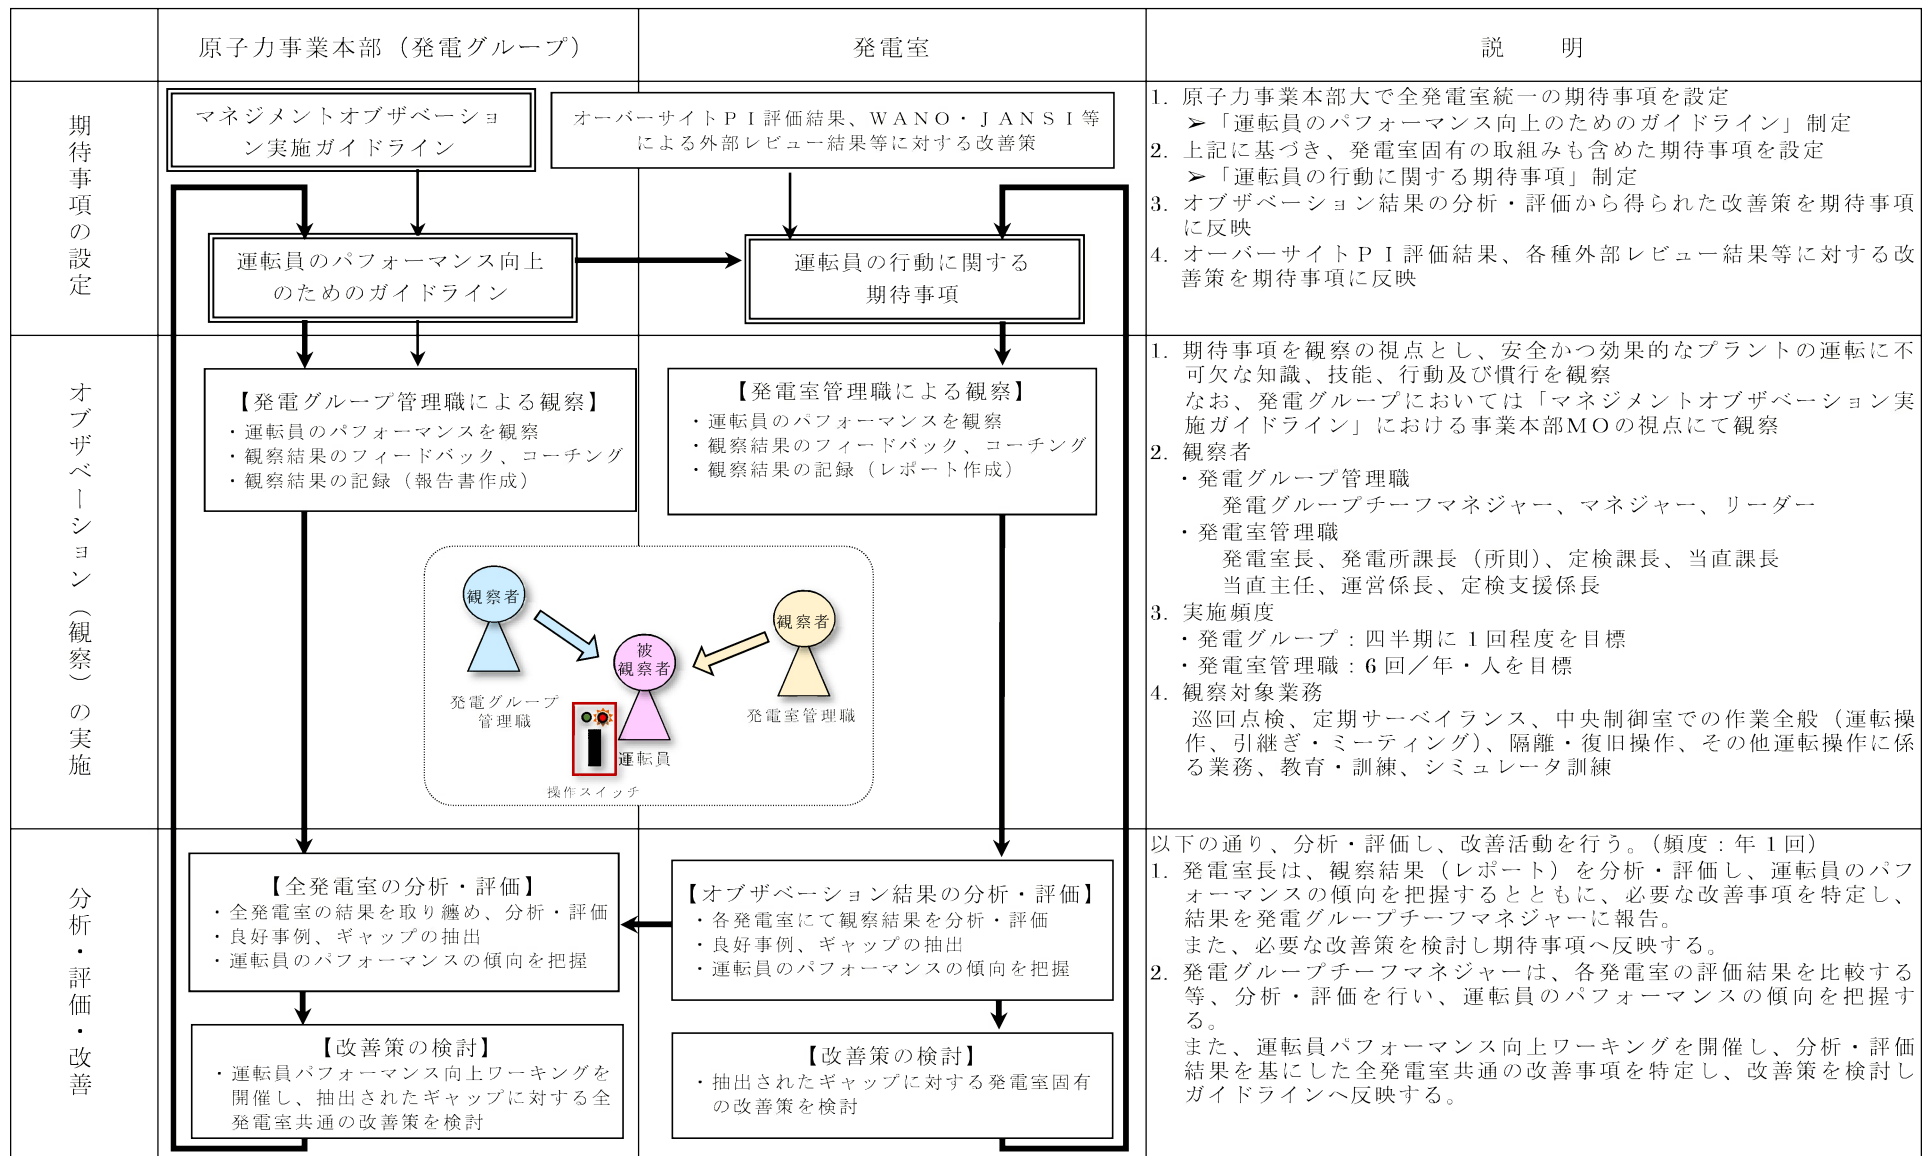 原子力事業本部（発電グループ）
発電室
説　　明
期待事項の設定
マネジメントオブザベーショ
ン実施ガイドライン
オーバーサイトＰＩ評価結果、ＷＡＮＯ・ＪＡＮＳＩ等
による外部レビュー結果等に対する改善策
運転員のパフォーマンス向上
のためのガイドライン
運転員の行動に関する
期待事項
1. 原子力事業本部大で全発電室統一の期待事項を設定
➢「運転員のパフォーマンス向上のためのガイドライン」制定
2. 上記に基づき、発電室固有の取組みも含めた期待事項を設定
➢「運転員の行動に関する期待事項」制定
3. オブザベーション結果の分析・評価から得られた改善策を期待事項
に反映
4. オーバーサイトＰＩ評価結果、各種外部レビュー結果等に対する改
善策を期待事項に反映
オブザベーション（観察）の実施
【発電グループ管理職による観察】
・運転員のパフォーマンスを観察
・観察結果のフィードバック、コーチング
・観察結果の記録（報告書作成）
【発電室管理職による観察】
・運転員のパフォーマンスを観察
・観察結果のフィードバック、コーチング
・観察結果の記録（レポート作成）
観察者
観察者
被
観察者
発電グループ
管理職
発電室管理職
運転員
操作スイッチ
1. 期待事項を観察の視点とし、安全かつ効果的なプラントの運転に不
可欠な知識、技能、行動及び慣行を観察
なお、発電グループにおいては「マネジメントオブザベーション実
施ガイドライン」における事業本部ＭＯの視点にて観察
2. 観察者
・発電グループ管理職
発電グループチーフマネジャー、マネジャー、リーダー
・発電室管理職
発電室長、発電所課長（所則）、定検課長、当直課長
当直主任、運営係長、定検支援係長
3. 実施頻度
・発電グループ：四半期に１回程度を目標
・発電室管理職：6 回／年・人を目標
4. 観察対象業務
巡回点検、定期サーベイランス、中央制御室での作業全般（運転操
作、引継ぎ・ミーティング）、隔離・復旧操作、その他運転操作に係
る業務、教育・訓練、シミュレータ訓練
分析・評価・改善
【全発電室の分析・評価】
・全発電室の結果を取り纏め、分析・評価
・良好事例、ギャップの抽出
・運転員のパフォーマンスの傾向を把握
【オブザベーション結果の分析・評価】
・各発電室にて観察結果を分析・評価
・良好事例、ギャップの抽出
・運転員のパフォーマンスの傾向を把握
【改善策の検討】
・運転員パフォーマンス向上ワーキングを
開催し、抽出されたギャップに対する全
発電室共通の改善策を検討
【改善策の検討】
・抽出されたギャップに対する発電室固有
の改善策を検討
以下の通り、分析・評価し、改善活動を行う。（頻度：年１回）
1. 発電室長は、観察結果（レポート）を分析・評価し、運転員のパフ
ォーマンスの傾向を把握するとともに、必要な改善事項を特定し、
結果を発電グループチーフマネジャーに報告。
また、必要な改善策を検討し期待事項へ反映する。
2. 発電グループチーフマネジャーは、各発電室の評価結果を比較する
等、分析・評価を行い、運転員のパフォーマンスの傾向を把握す
る。
また、運転員パフォーマンス向上ワーキングを開催し、分析・評価
結果を基にした全発電室共通の改善事項を特定し、改善策を検討し
ガイドラインへ反映する。